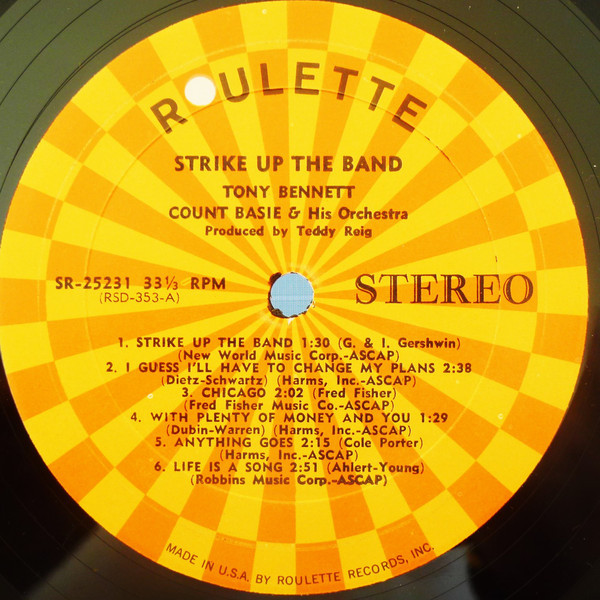 ROULETTE
STRIKE UP THE BAND
TONY BENNETT
COUNT BASIE & His Orchestra
Produced by Teddy Reig
SR-25231 33⅓ RPM
(RSD-353-A)
STEREO
1. STRIKE UP THE BAND 1:30 (G. & I. Gershwin)
(New World Music Corp.-ASCAP)
2. I GUESS I'LL HAVE TO CHANGE MY PLANS 2:38
(Dietz-Schwartz) (Harms, Inc.-ASCAP)
3. CHICAGO 2:02 (Fred Fisher)
(Fred Fisher Music Co.-ASCAP)
4. WITH PLENTY OF MONEY AND YOU 1:29
(Dubin-Warren) (Harms, Inc.-ASCAP)
5. ANYTHING GOES 2:15 (Cole Porter)
(Harms, Inc.-ASCAP)
6. LIFE IS A SONG 2:51 (Ahlert-Young)
(Robbins Music Corp.-ASCAP)
MADE IN U.S.A. BY ROULETTE RECORDS, INC.